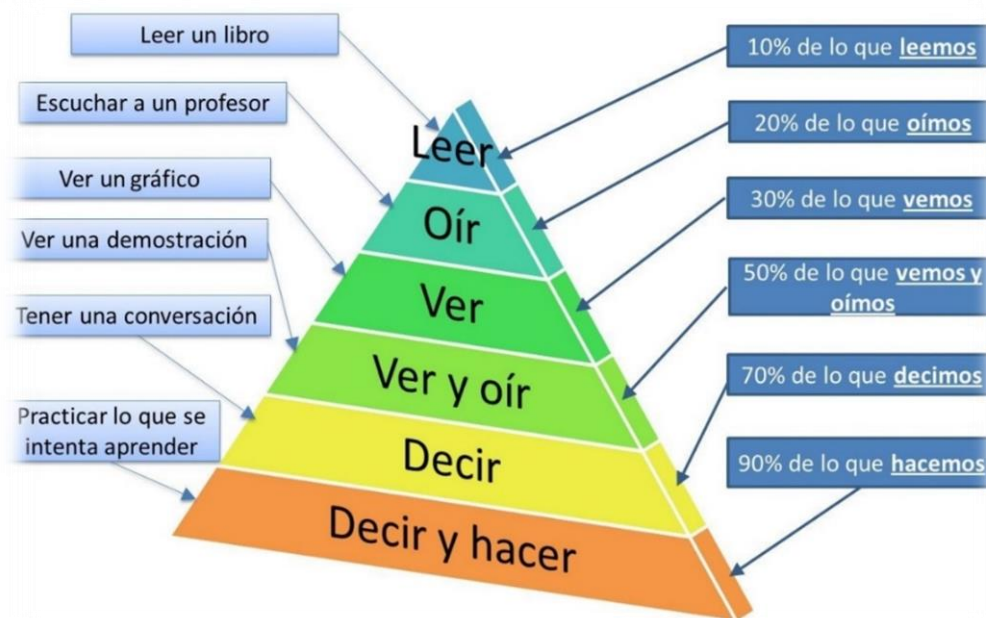 Leer un libro
Escuchar a un profesor
Ver un gráfico
Ver una demostración
Tener una conversación
Practicar lo que se
intenta aprender
Leer
Oír
Ver
Ver y oír
Decir
Decir y hacer
10% de lo que leemos
20% de lo que oímos
30% de lo que vemos
50% de lo que vemos y
oímos
70% de lo que decimos
90% de lo que hacemos